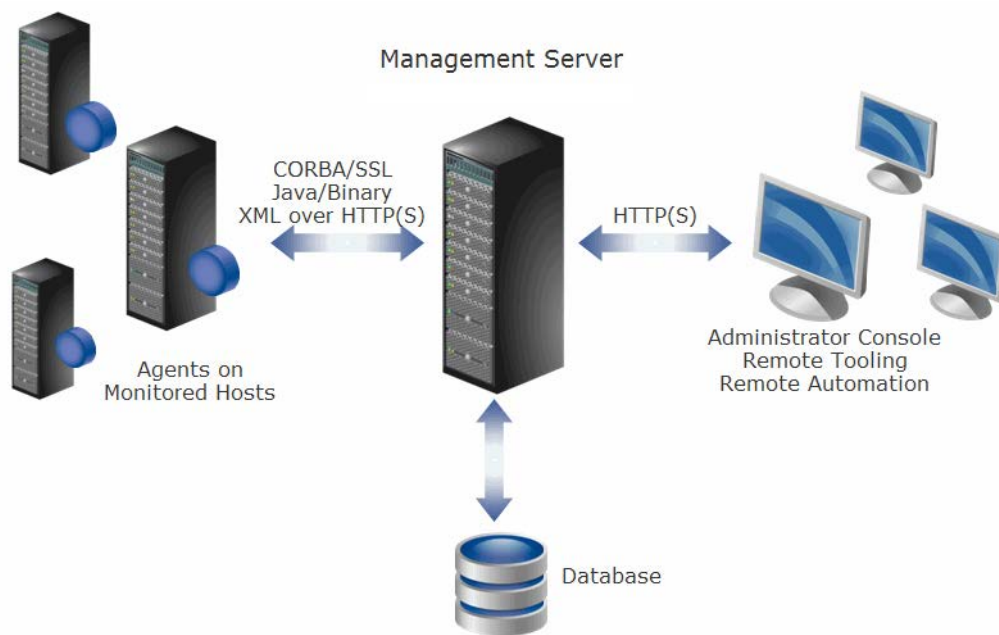 Management Server
CORBA/SSL
Java/Binary
XML over HTTP(S)
HTTP(S)
Agents on
Monitored Hosts
Administrator Console
Remote Tooling
Remote Automation
Database